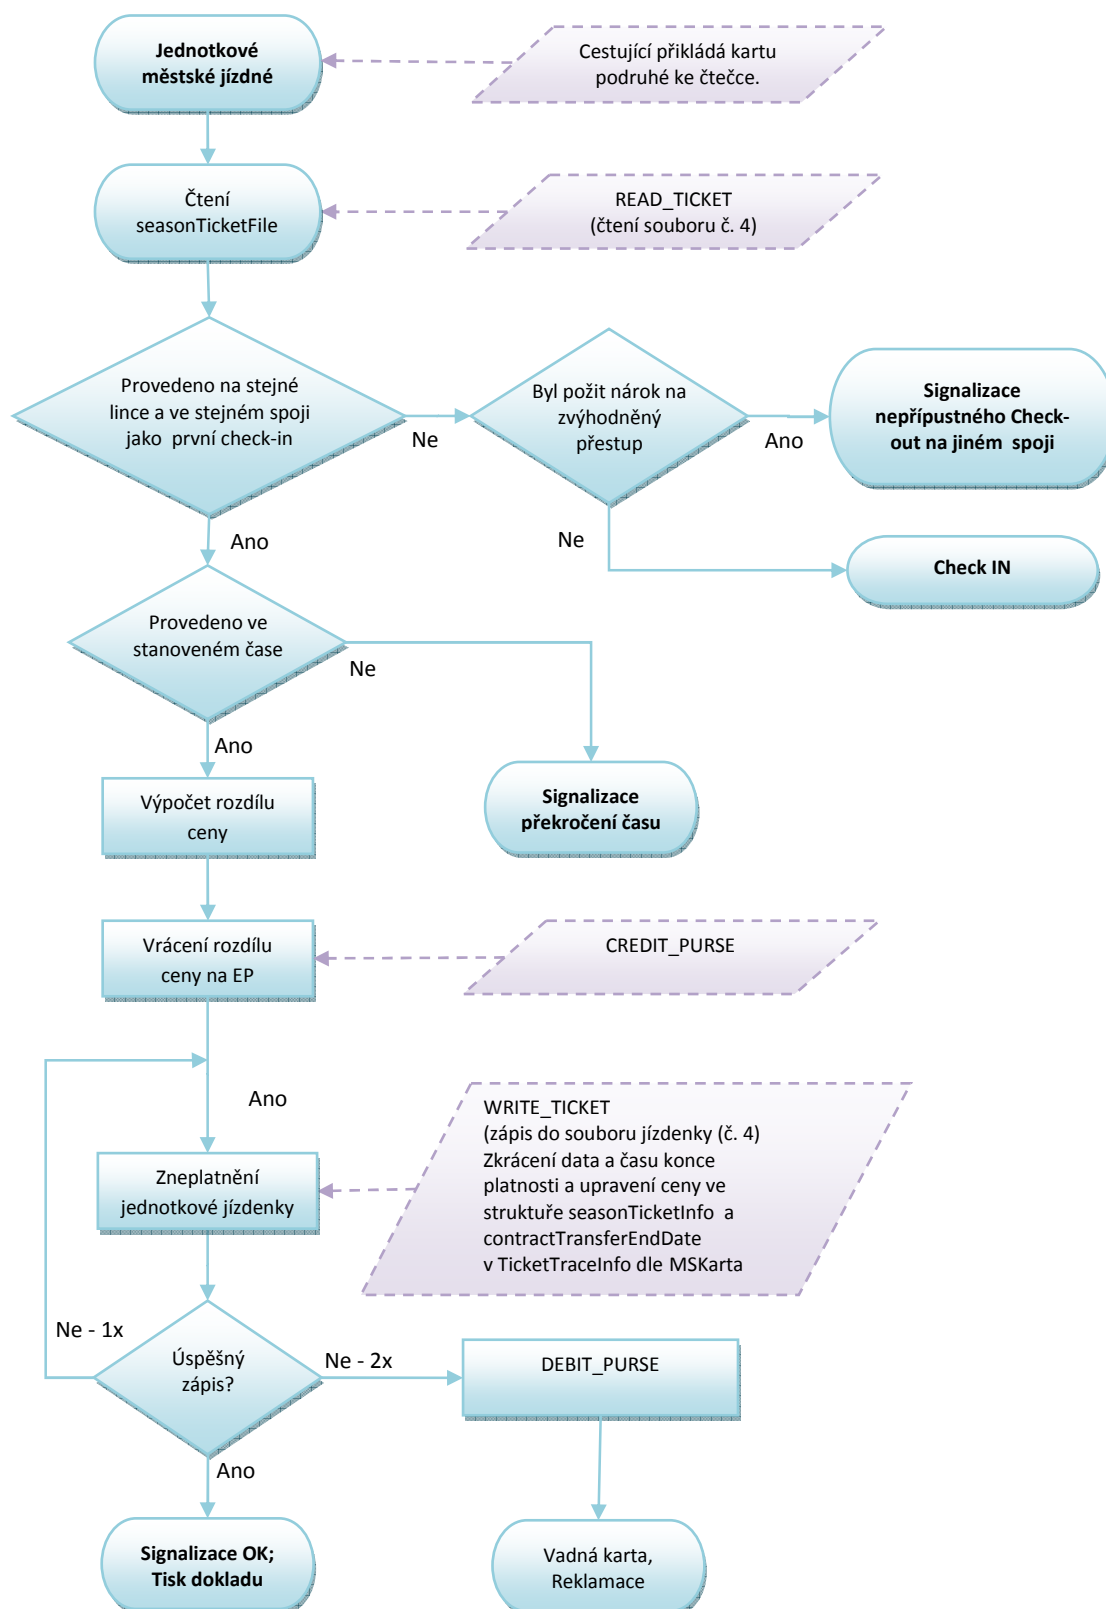 Jednotkové
městské jízdné
Cestující přikládá kartu
podruhé ke čtečce.
Čtení
seasonTicketFile
READ_TICKET
(čtení souboru č. 4)
Provedeno na stejné
lince a ve stejném spoji
jako  první check-in
Ne
Byl požit nárok na
zvýhodněný
přestup
Ano
Signalizace
nepřípustného Check-
out na jiném  spoji
Ano
Ne
Check IN
Provedeno ve
stanoveném čase
Ne
Ano
Signalizace
překročení času
Výpočet rozdílu
ceny
Vrácení rozdílu
ceny na EP
CREDIT_PURSE
Ano
WRITE_TICKET
(zápis do souboru jízdenky (č. 4)
Zkrácení data a času konce
platnosti a upravení ceny ve
struktuře seasonTicketInfo  a
contractTransferEndDate
v TicketTraceInfo dle MSKarta
Zneplatnění
jednotkové jízdenky
Ne - 1x
Úspěšný
zápis?
Ne - 2x
DEBIT_PURSE
Ano
Signalizace OK;
Tisk dokladu
Vadná karta,
Reklamace